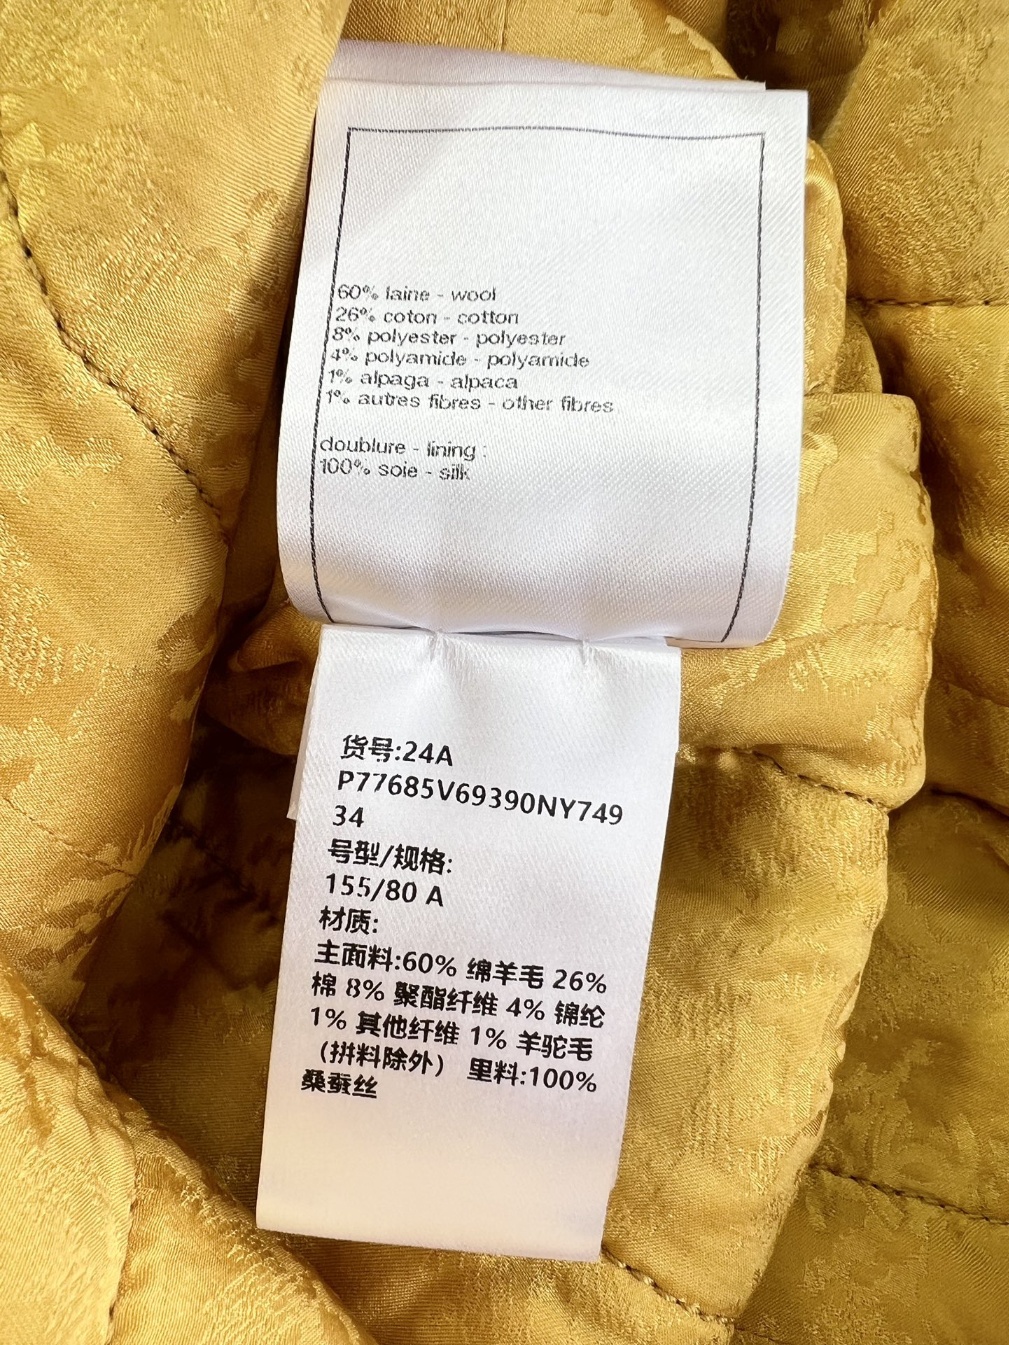 60% laine - wool
26% coton - cotton
8% polyester - polyester
4% polyamide - polyamide
1% alpaga - alpaca
1% autres fibres - other fibres
doublure - lining :
100% soie - silk
货号:24A
P77685V69390NY749
34
号型/规格:
155/80 A
材质:
主面料:60% 绵羊毛 26%
棉 8% 聚酯纤维 4% 锦纶
1% 其他纤维 1% 羊驼毛
（拼料除外） 里料:100%
桑蚕丝